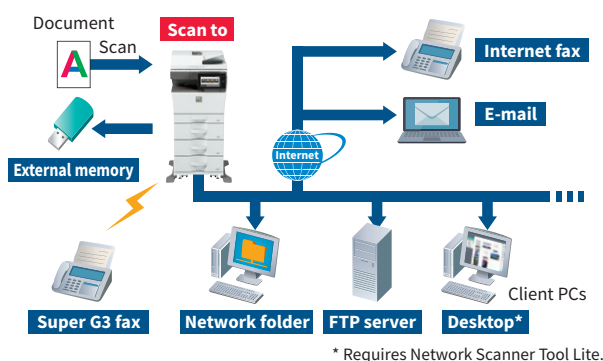 Document
Scan to
Scan
A
Internet fax
E-mail
Internet
External memory
Client PCs
Super G3 fax
Network folder
FTP server
Desktop*
* Requires Network Scanner Tool Lite.